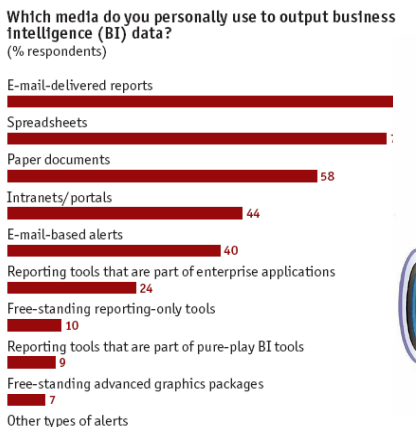 Which media do you personally use to output business
intelligence (BI) data?
(% respondents)
E-mail-delivered reports
Spreadsheets
Paper documents
58
Intranets/portals
44
E-mail-based alerts
40
Reporting tools that are part of enterprise applications
24
Free-standing reporting-only tools
10
Reporting tools that are part of pure-play BI tools
9
Free-standing advanced graphics packages
7
Other types of alerts